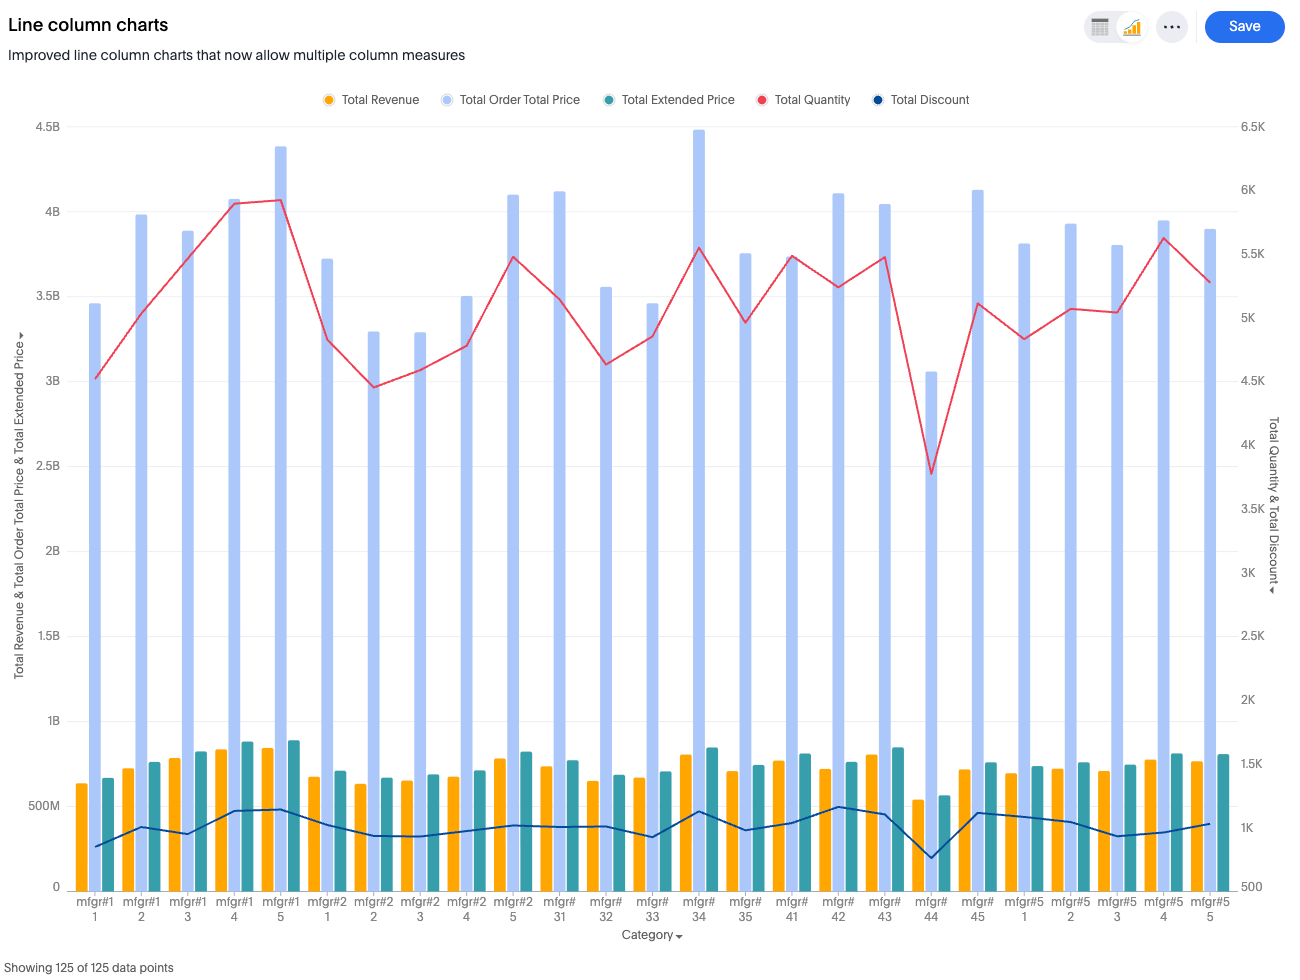 Line column charts
Save
Improved line column charts that now allow multiple column measures
Total Revenue
Total Order Total Price
Total Extended Price
Total Quantity
Total Discount
Total Revenue & Total Order Total Price & Total Extended Price
4.5B
4B
3.5B
3B
2.5B
2B
1.5B
1B
500M
0
6.5K
6K
5.5K
5K
4.5K
4K
3.5K
3K
2.5K
2K
1.5K
1K
500
Total Quantity & Total Discount
mfgr#1
1
mfgr#1
2
mfgr#1
3
mfgr#1
4
mfgr#1
5
mfgr#2
1
mfgr#2
2
mfgr#2
3
mfgr#2
4
mfgr#2
5
mfgr#
31
mfgr#
32
mfgr#
33
mfgr#
34
mfgr#
35
mfgr#
41
mfgr#
42
mfgr#
43
mfgr#
44
mfgr#
45
mfgr#5
1
mfgr#5
2
mfgr#5
3
mfgr#5
4
mfgr#5
5
Category
Showing 125 of 125 data points